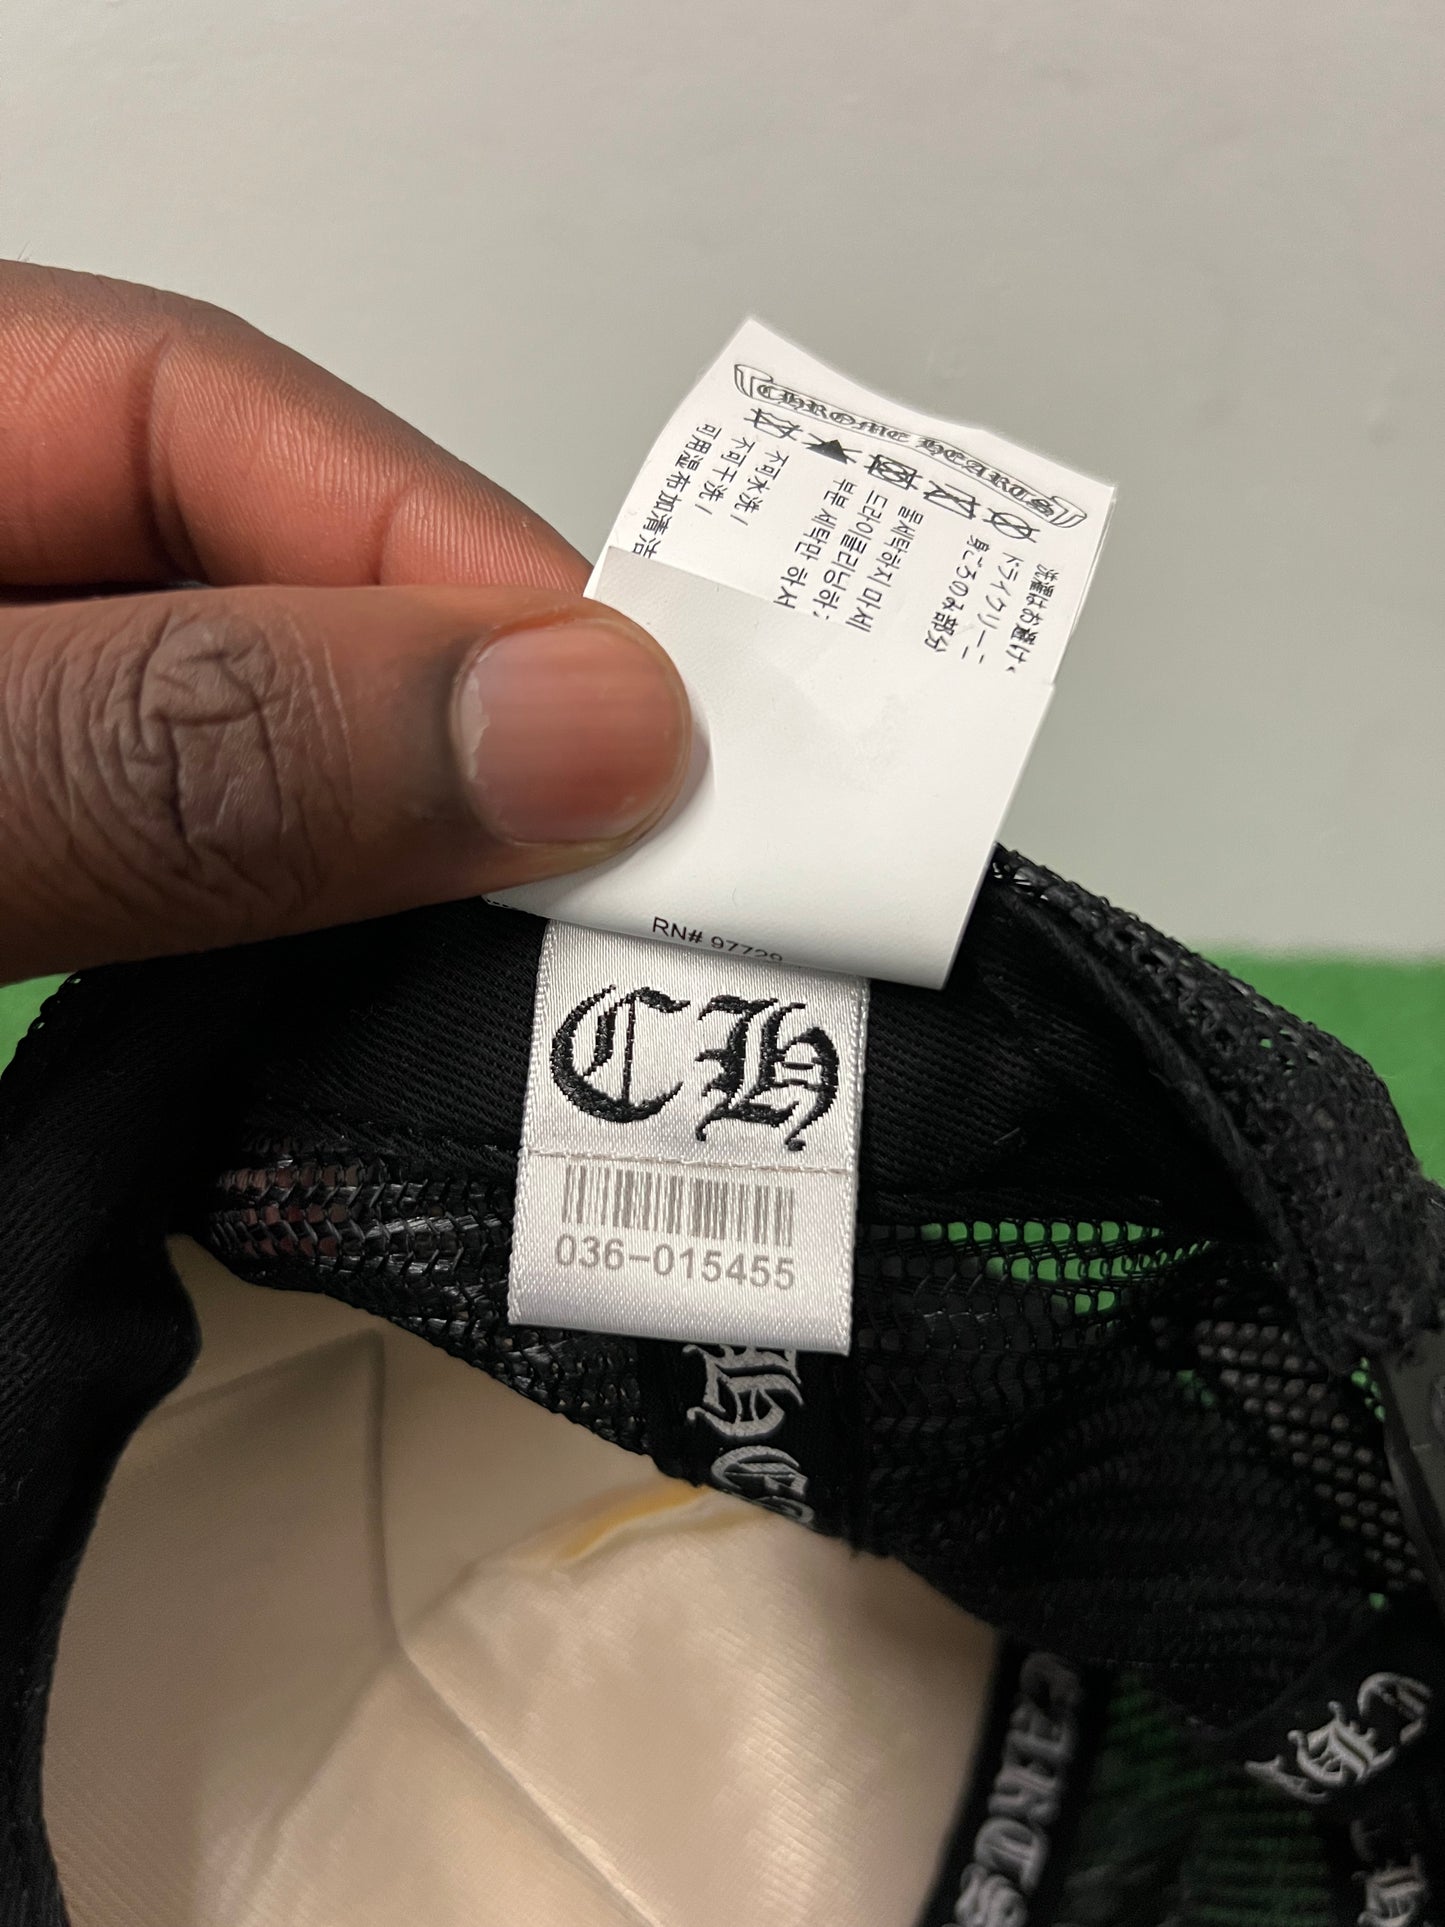 CHROME HEARTS
洗濯はお避け
ドライクリーニ
身ごろのみ部分
물세탁하지 마세
드라이클리닝하
부분 세탁만 하세
不可水洗 /
不可干洗 /
可用湿布加清洁
RN# 97729
CH
036-015455